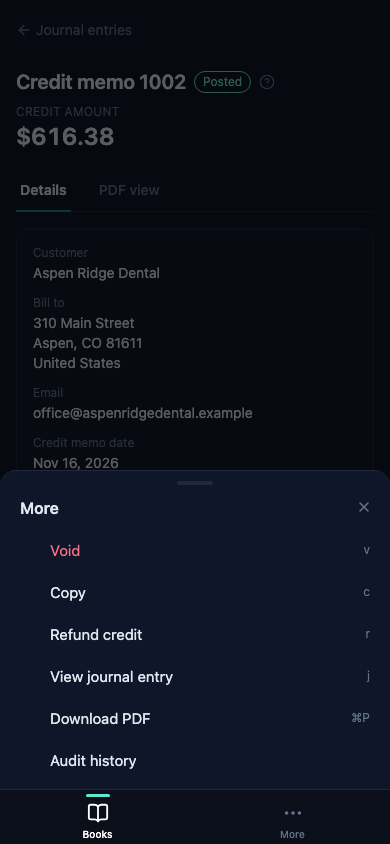 Journal entries
Credit memo 1002 Posted
CREDIT AMOUNT
$616.38
Details PDF view
Customer
Aspen Ridge Dental
Bill to
310 Main Street
Aspen, CO 81611
United States
Email
office@aspenridgedental.example
Credit memo date
Nov 16, 2026
More
Void v
Copy c
Refund credit r
View journal entry j
Download PDF ⌘P
Audit history
Books More